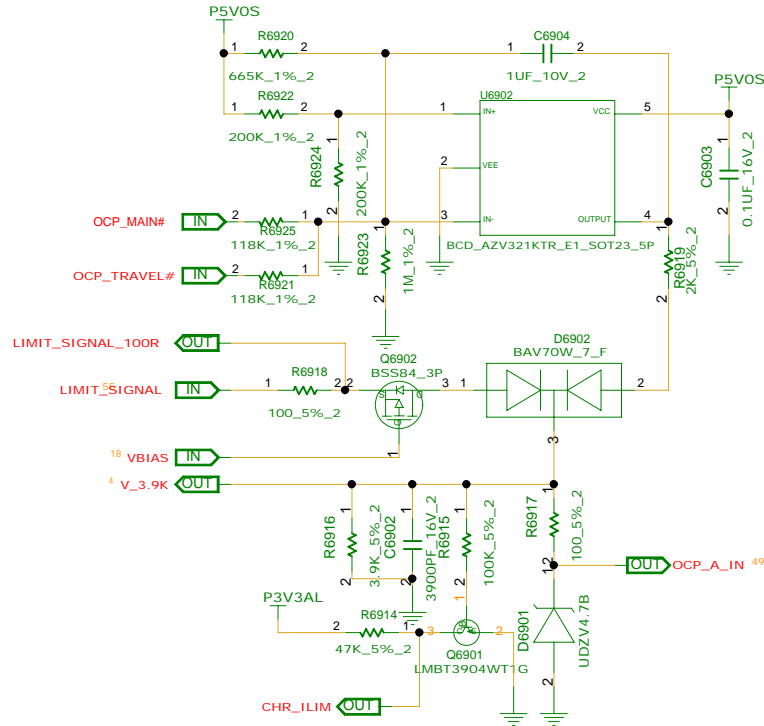 P5V0S
1 R6920 2
665K_1%_2
1 C6904 2
1UF_10V_2
P5V0S
1 R6922 2
200K_1%_2
R6924
1
2
200K_1%_2
U6902
1 IN+
2 VEE
3 IN-
VCC 5
OUTPUT 4
BCD_AZV321KTR_E1_SOT23_5P
C6903
1
2
0.1UF_16V_2
OCP_MAIN# IN 2 1
R6925
118K_1%_2
OCP_TRAVEL# IN 2 1
R6921
118K_1%_2
R6923
1
2
1M_1%_2
R6919
1
2
2K_5%_2
LIMIT_SIGNAL_100R OUT
LIMIT_SIGNAL 55 IN 1 R6918 2
100_5%_2
Q6902
BSS84_3P
2 S
D 3
G
1
D6902
BAV70W_7_F
1
2
3
18 VBIAS IN
4 V_3.9K OUT
R6916
1
2
3.9K_5%_2
C6902
1
2
3900PF_16V_2
R6915
1
2
100K_5%_2
R6917
1
2
100_5%_2
OUT OCP_A_IN 49
D6901
1
2
UDZV4.7B
P3V3AL
2 R6914 1
47K_5%_2
3
1
2
Q6901
LMBT3904WT1G
CHR_ILIM OUT